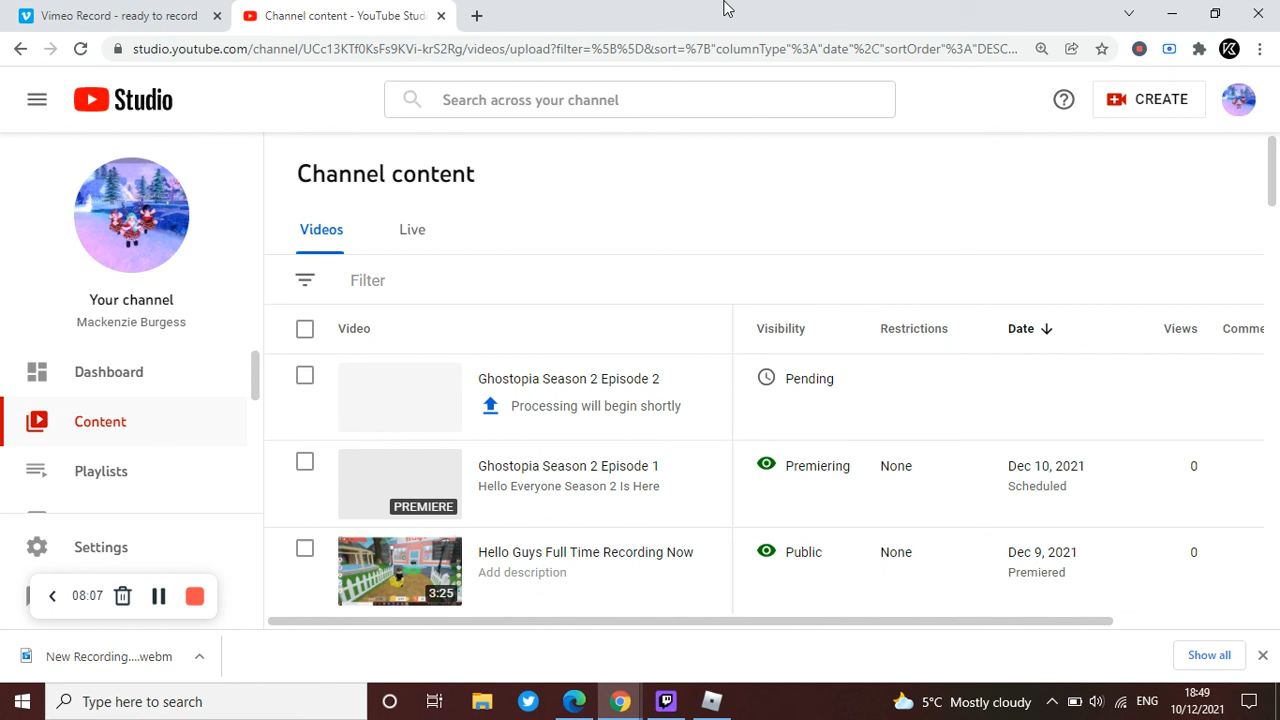 Vimeo Record - ready to record
Channel content - YouTube Studi
studio.youtube.com/channel/UCc13KTf0KsFs9KVi-krS2Rg/videos/upload?filter=%5B%5D&sort=%7B"columnType"%3A"date"%2C"sortOrder"%3A"DESC...
Studio
Search across your channel
CREATE
Channel content
Videos
Live
Your channel
Mackenzie Burgess
Filter
Video
Visibility
Restrictions
Date
Views
Comme
Dashboard
Content
Playlists
Settings
Ghostopia Season 2 Episode 2
Processing will begin shortly
Pending
Ghostopia Season 2 Episode 1
Hello Everyone Season 2 Is Here
PREMIERE
Premiering
None
Dec 10, 2021
Scheduled
0
Hello Guys Full Time Recording Now
Add description
3:25
Public
None
Dec 9, 2021
Premiered
0
08:07
New Recording....webm
Show all
Type here to search
5°C Mostly cloudy
ENG
18:49
10/12/2021